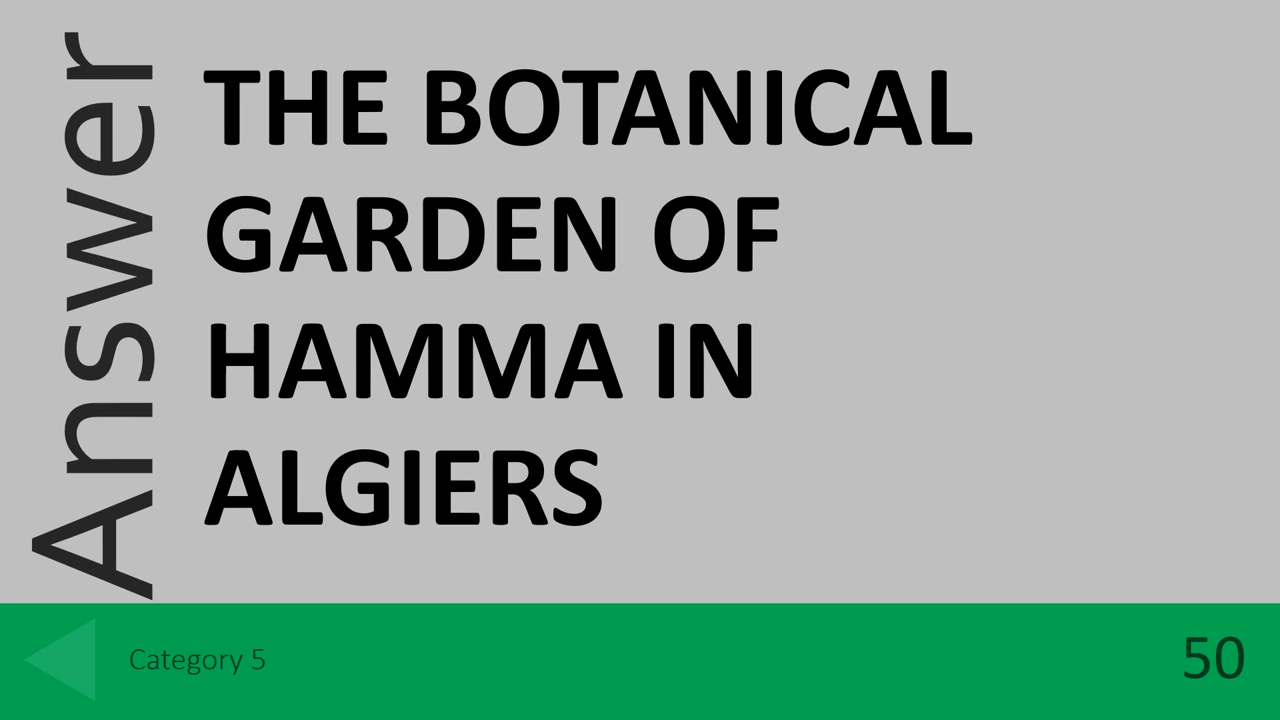 Answer
THE BOTANICAL
GARDEN OF
HAMMA IN
ALGIERS
Category 5
50